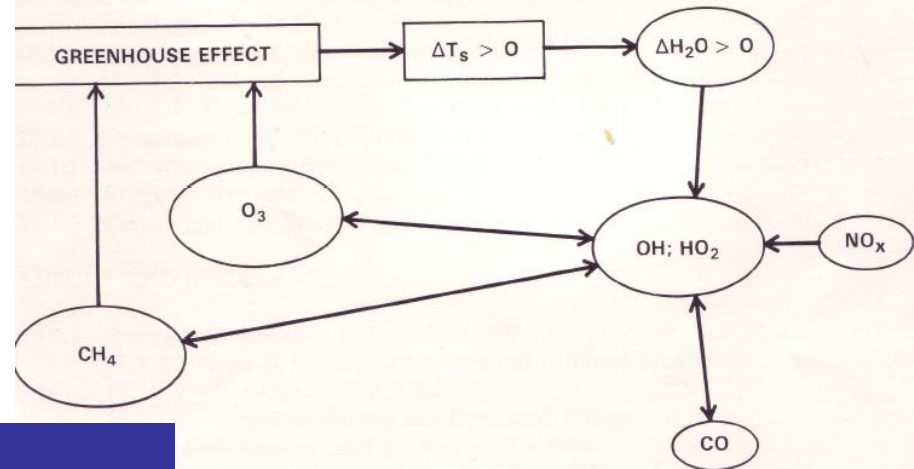 GREENHOUSE EFFECT
ΔTₛ > O
ΔH₂O > O
O₃
OH; HO₂
NOₓ
CH₄
CO